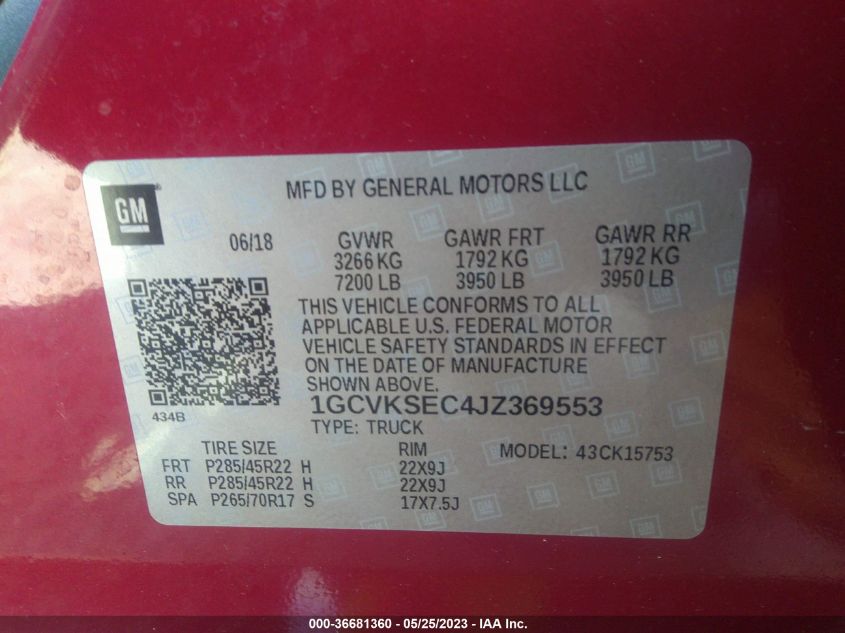 MFD BY GENERAL MOTORS LLC
GM
06/18 GVWR GAWR FRT GAWR RR
3266 KG 1792 KG 1792 KG
7200 LB 3950 LB 3950 LB
THIS VEHICLE CONFORMS TO ALL
APPLICABLE U.S. FEDERAL MOTOR
VEHICLE SAFETY STANDARDS IN EFFECT
ON THE DATE OF MANUFACTURE
SHOWN ABOVE.
434B
1GCVKSEC4JZ369553
TYPE: TRUCK
TIRE SIZE RIM MODEL: 43CK15753
FRT P285/45R22 H 22X9J
RR P285/45R22 H 22X9J
SPA P265/70R17 S 17X7.5J
000-36681360 - 05/25/2023 - IAA Inc.